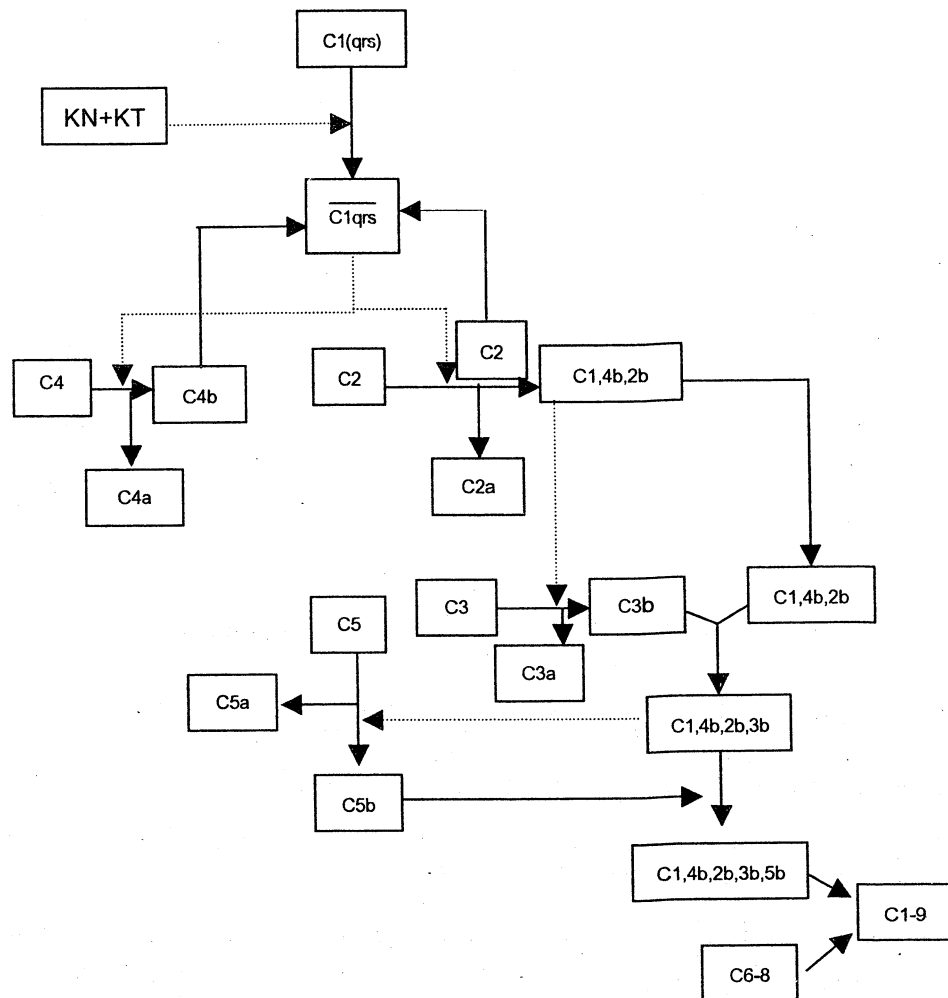 C1(qrs)
KN+KT
C1qrs
C2
C4
C4b
C2
C1,4b,2b
C4a
C2a
C3
C3b
C1,4b,2b
C5
C3a
C5a
C1,4b,2b,3b
C5b
C1,4b,2b,3b,5b
C1-9
C6-8